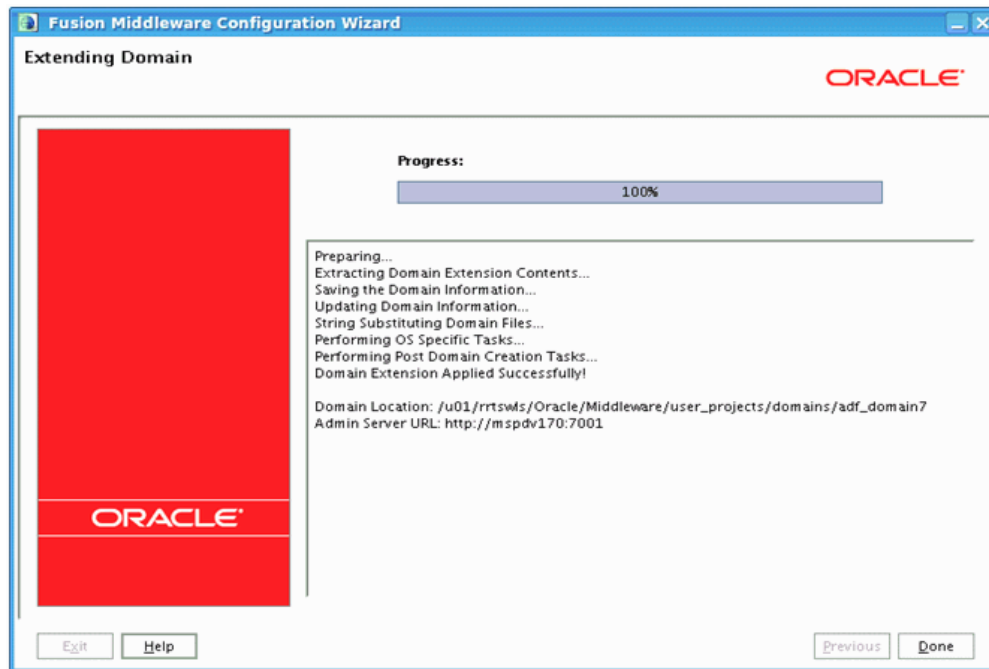 Fusion Middleware Configuration Wizard
Extending Domain
ORACLE
Progress:
100%
Preparing...
Extracting Domain Extension Contents...
Saving the Domain Information...
Updating Domain Information...
String Substituting Domain Files...
Performing OS Specific Tasks...
Performing Post Domain Creation Tasks...
Domain Extension Applied Successfully!
Domain Location: /u01/rrtswls/Oracle/Middleware/user_projects/domains/adf_domain7
Admin Server URL: http://mspdv170:7001
ORACLE
Exit
Help
Previous
Done